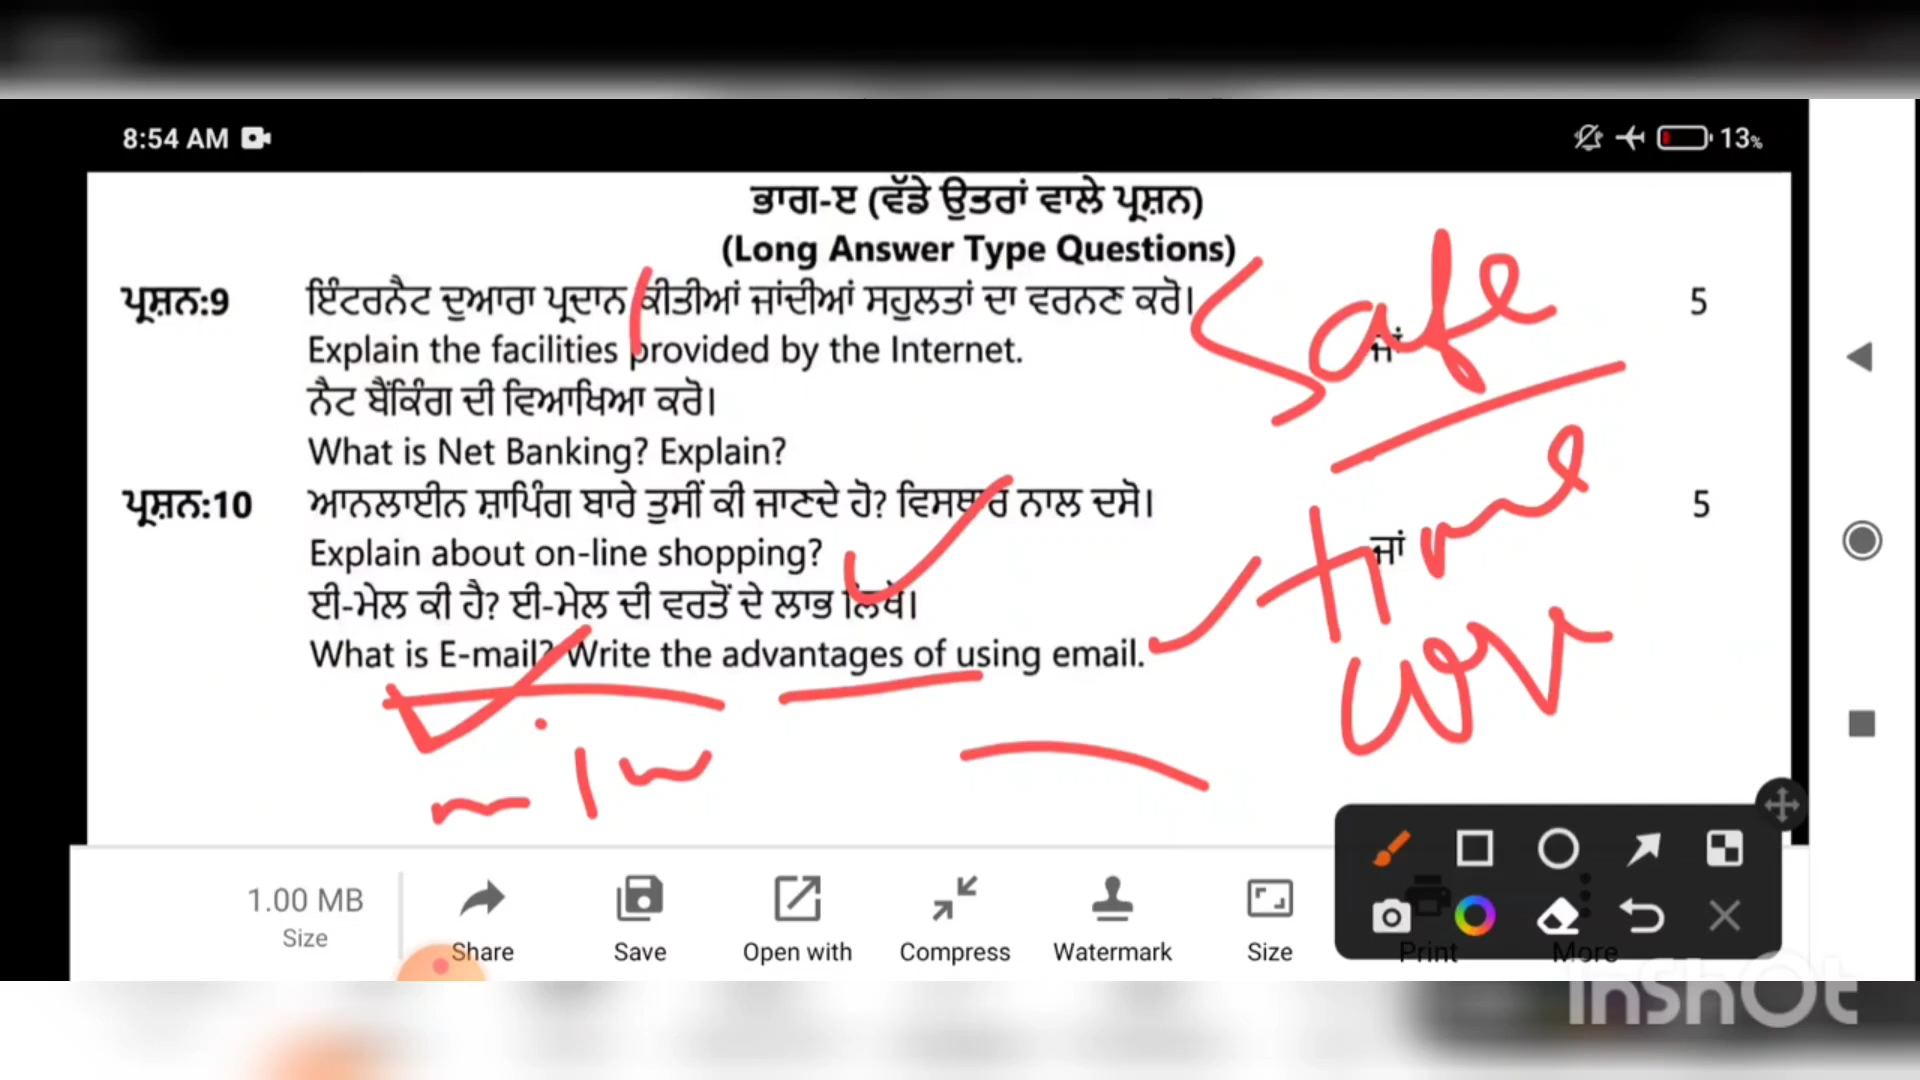 8:54 AM
13%
ਭਾਗ-ੲ (ਵੱਡੇ ਉਤਰਾਂ ਵਾਲੇ ਪ੍ਰਸ਼ਨ)
(Long Answer Type Questions)
ਪ੍ਰਸ਼ਨ:9 ਇੰਟਰਨੈਟ ਦੁਆਰਾ ਪ੍ਰਦਾਨ ਕੀਤੀਆਂ ਜਾਂਦੀਆਂ ਸਹੁਲਤਾਂ ਦਾ ਵਰਨਣ ਕਰੋ। 5
Explain the facilities provided by the Internet. ਜਾਂ
ਨੈਟ ਬੈਂਕਿੰਗ ਦੀ ਵਿਆਖਿਆ ਕਰੋ।
What is Net Banking? Explain?
ਪ੍ਰਸ਼ਨ:10 ਆਨਲਾਈਨ ਸ਼ਾਪਿੰਗ ਬਾਰੇ ਤੁਸੀਂ ਕੀ ਜਾਣਦੇ ਹੋ? ਵਿਸਥਾਰ ਨਾਲ ਦਸੋ। 5
Explain about on-line shopping? ਜਾਂ
ਈ-ਮੇਲ ਕੀ ਹੈ? ਈ-ਮੇਲ ਦੀ ਵਰਤੋਂ ਦੇ ਲਾਭ ਲਿਖੋ।
What is E-mail? Write the advantages of using email.
Safe
time
1.00 MB
Size
Share
Save
Open with
Compress
Watermark
Size
Print
More
InShOt